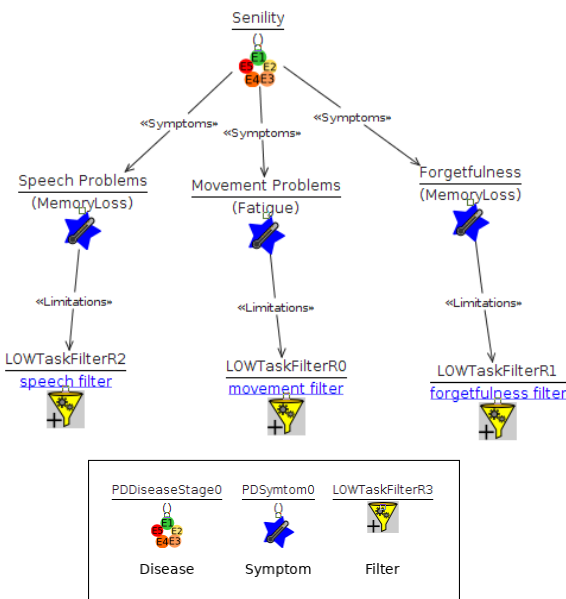 Senility
()
E1
E5 E2
E4 E3
«Symptoms» «Symptoms» «Symptoms»
Speech Problems
(MemoryLoss)
Movement Problems
(Fatigue)
Forgetfulness
(MemoryLoss)
«Limitations» «Limitations» «Limitations»
LOWTaskFilterR2
speech filter
LOWTaskFilterR0
movement filter
LOWTaskFilterR1
forgetfulness filter
PDDiseaseStage0 PDSymtom0 LOWTaskFilterR3
() ()
E1
E5 E2
E4 E3
Disease Symptom Filter